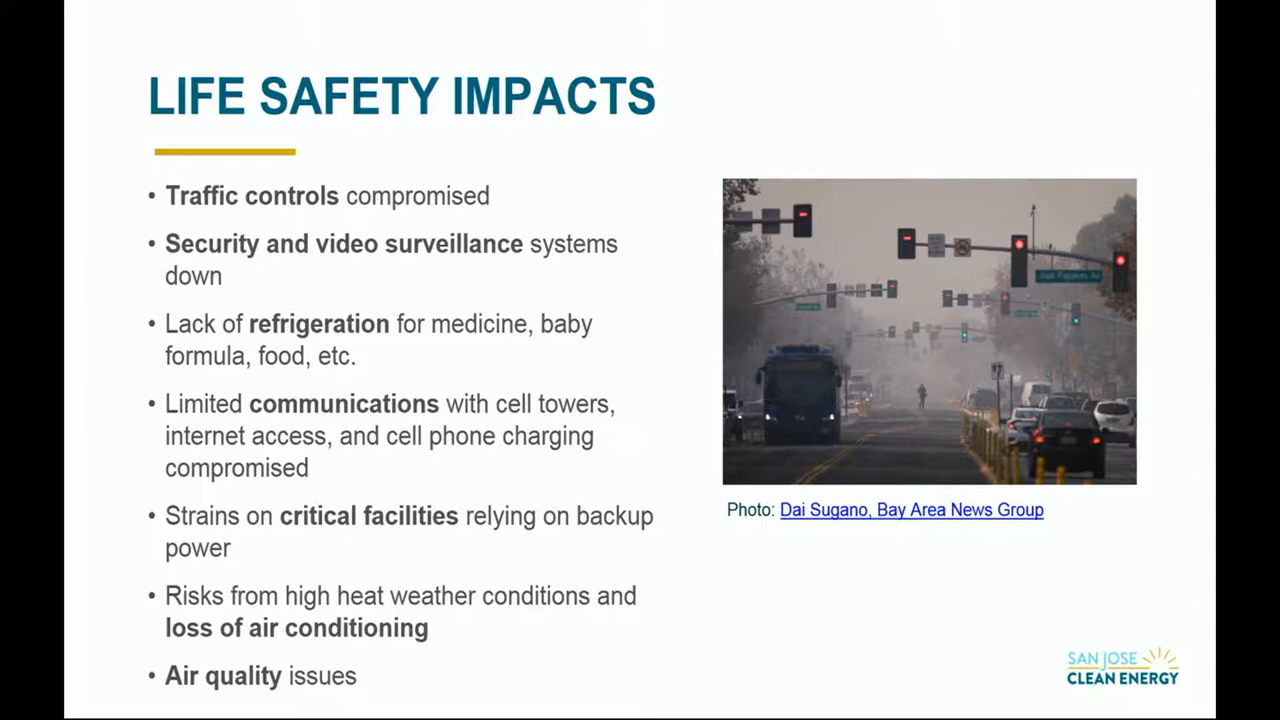 LIFE SAFETY IMPACTS
• Traffic controls compromised
• Security and video surveillance systems
down
• Lack of refrigeration for medicine, baby
formula, food, etc.
• Limited communications with cell towers,
internet access, and cell phone charging
compromised
• Strains on critical facilities relying on backup
power
• Risks from high heat weather conditions and
loss of air conditioning
• Air quality issues
Photo: Dai Sugano, Bay Area News Group
SAN JOSE
CLEAN ENERGY